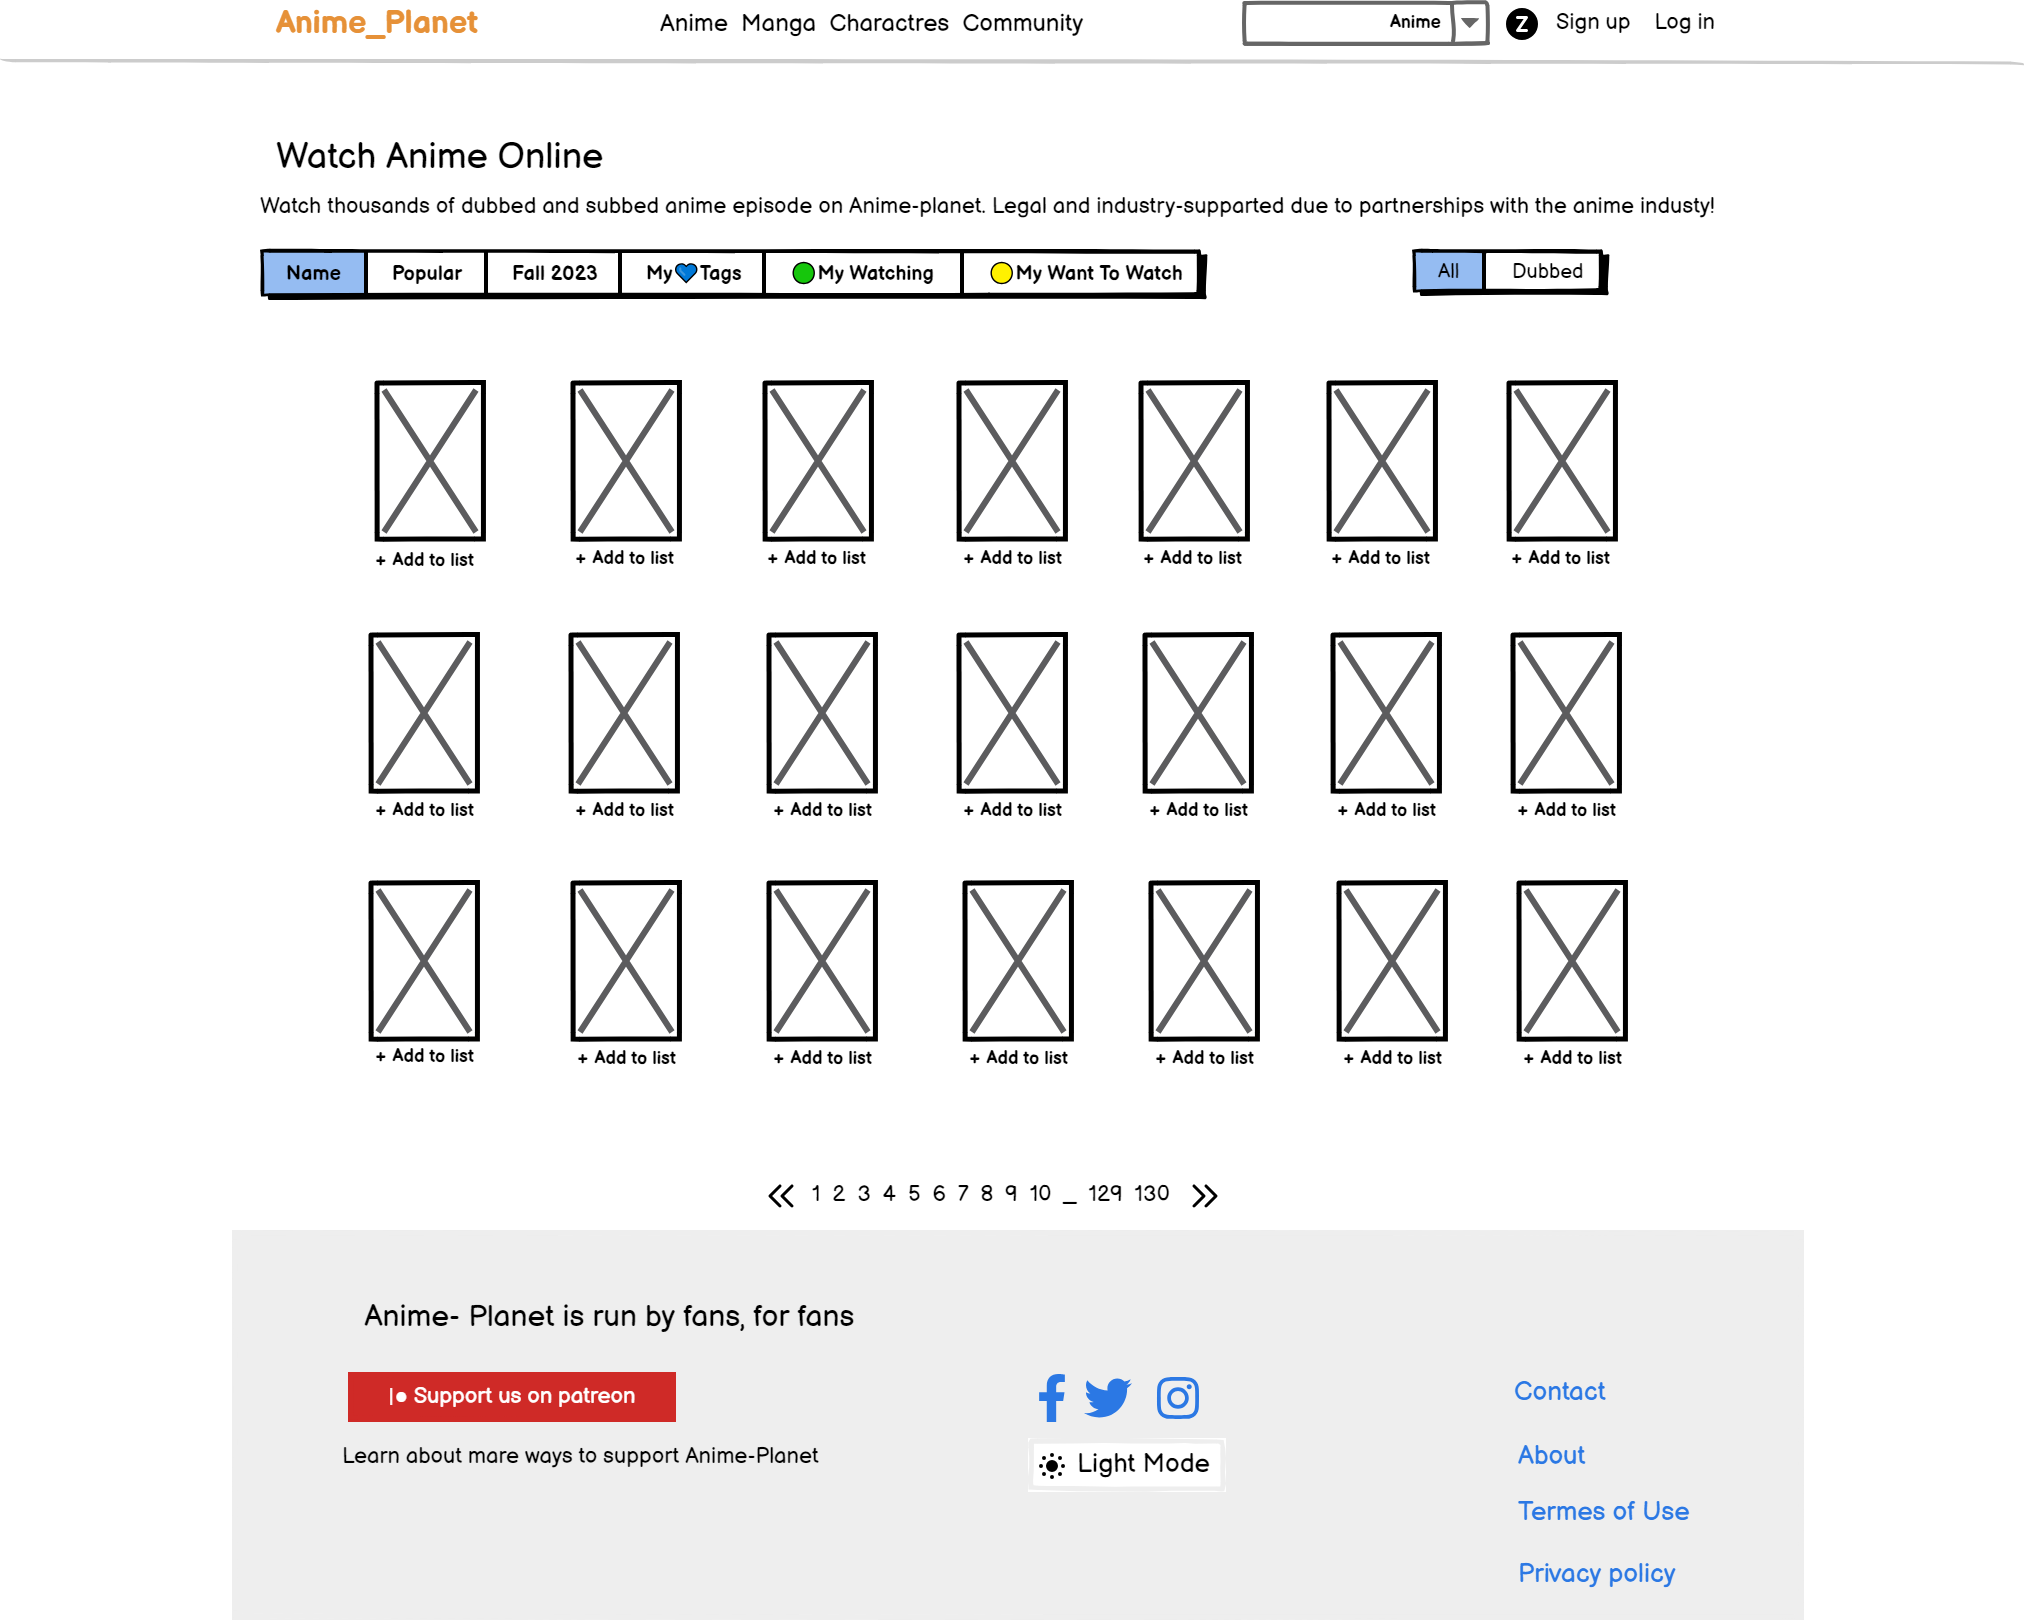 Anime_Planet Anime Manga Charactres Community Anime Z Sign up Log in
Watch Anime Online
Watch thousands of dubbed and subbed anime episode on Anime-planet. Legal and industry-supparted due to partnerships with the anime industy!
Name Popular Fall 2023 My💙Tags My Watching My Want To Watch All Dubbed
+ Add to list + Add to list + Add to list + Add to list + Add to list + Add to list + Add to list
+ Add to list + Add to list + Add to list + Add to list + Add to list + Add to list + Add to list
+ Add to list + Add to list + Add to list + Add to list + Add to list + Add to list + Add to list
1 2 3 4 5 6 7 8 9 10 _ 129 130
Anime- Planet is run by fans, for fans
|● Support us on patreon
Contact
Learn about mare ways to support Anime-Planet
Light Mode
About
Termes of Use
Privacy policy